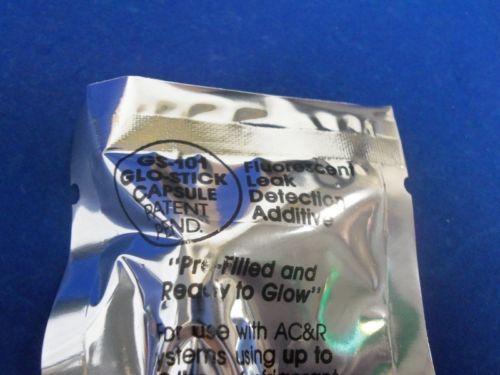 GS-101
GLO-STICK
CAPSULE
PATENT
PEND.
Fluorescent
Leak
Detection
Additive
"Pre-Filled and
Ready to Glow"
For use with AC&R
systems using up to